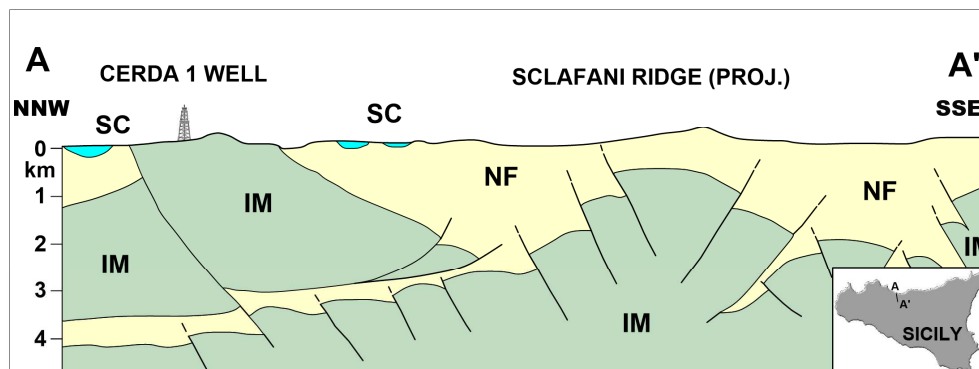 A
CERDA 1 WELL
SCLAFANI RIDGE (PROJ.)
A'
NNW
SSE
SC
SC
0
km
1
2
3
4
NF
NF
IM
IM
IM
IM
A
A'
SICILY